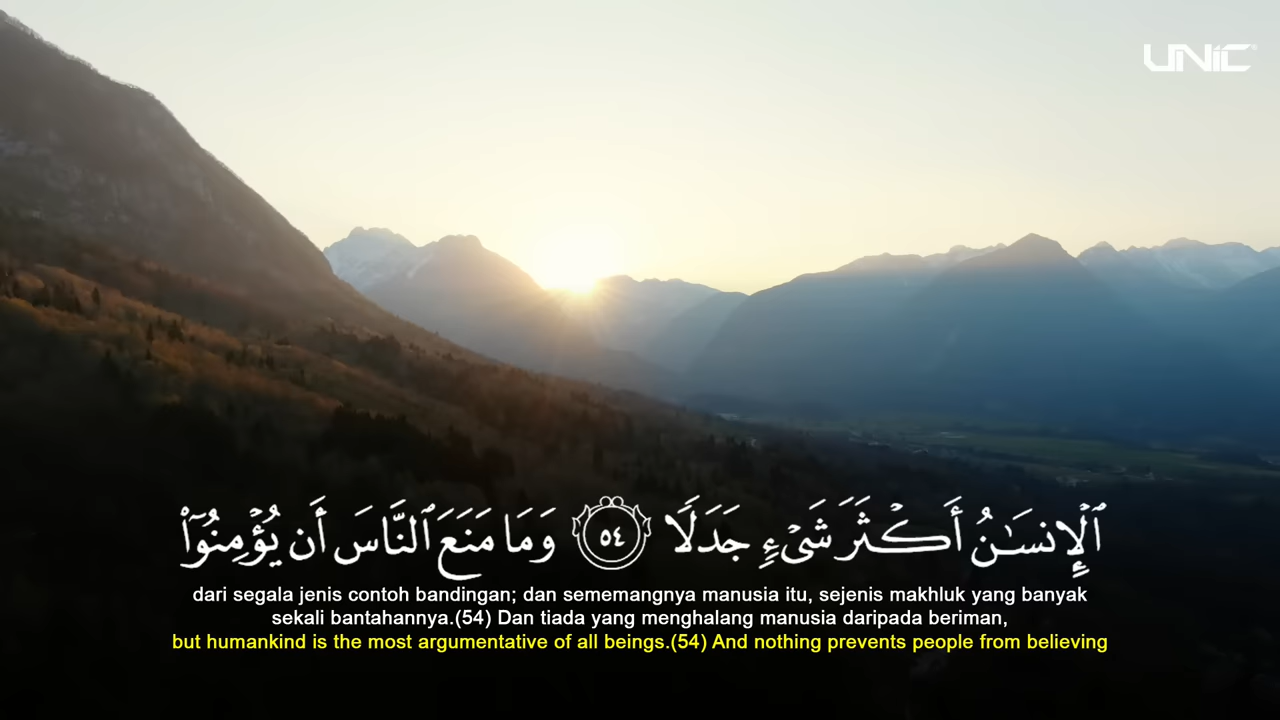 UNIC
ٱلْإِنسَـٰنُ أَكْثَرَ شَىْءٍ جَدَلًا ٥٤ وَمَا مَنَعَ ٱلنَّاسَ أَن يُؤْمِنُوٓا۟
dari segala jenis contoh bandingan; dan sememangnya manusia itu, sejenis makhluk yang banyak
sekali bantahannya.(54) Dan tiada yang menghalang manusia daripada beriman,
but humankind is the most argumentative of all beings.(54) And nothing prevents people from believing